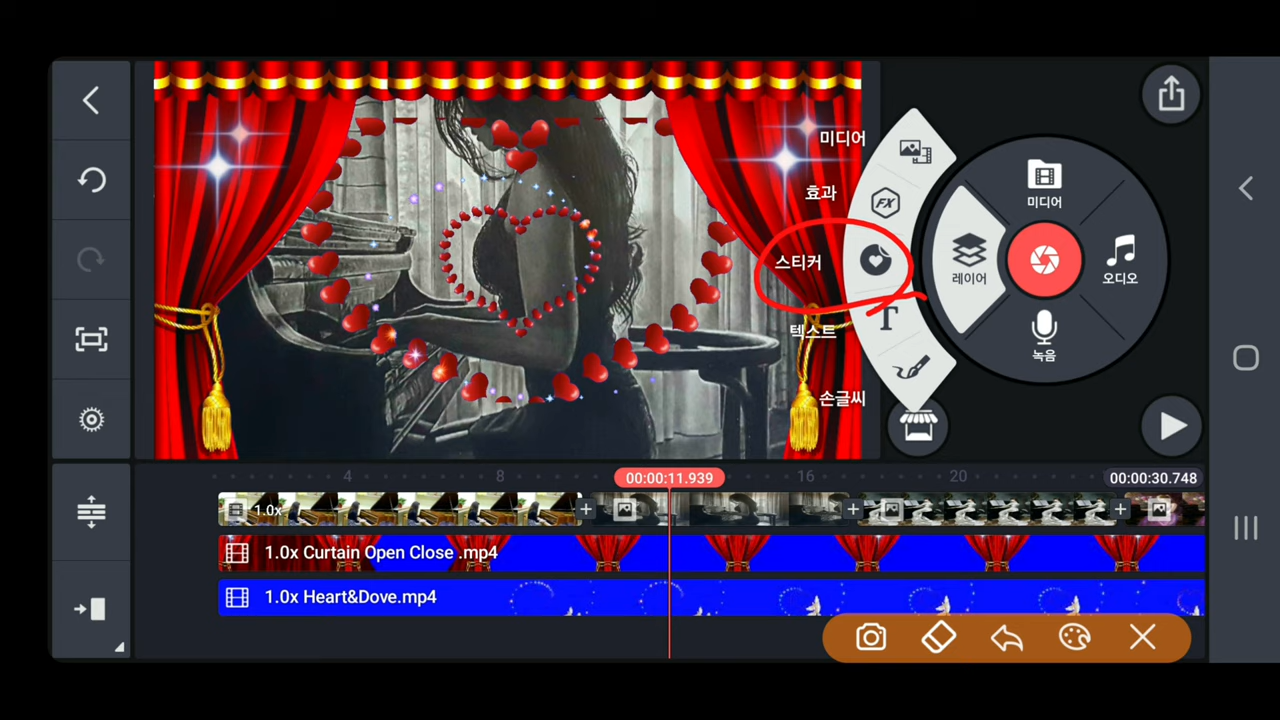 미디어
효과
FX
스티커
텍스트
T
손글씨
미디어
레이어
오디오
녹음
4
8
00:00:11.939
16
20
00:00:30.748
1.0x
1.0x Curtain Open Close .mp4
1.0x Heart&Dove.mp4